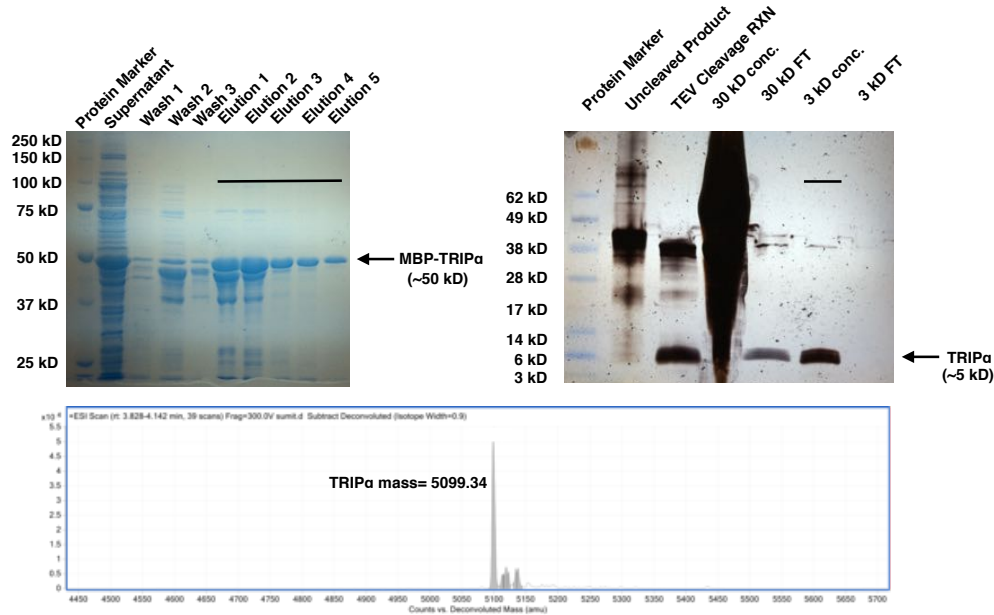 Protein Marker
Supernatant
Wash 1
Wash 2
Wash 3
Elution 1
Elution 2
Elution 3
Elution 4
Elution 5
250 kD
150 kD
100 kD
75 kD
50 kD
37 kD
25 kD
MBP-TRIPα
(~50 kD)
Protein Marker
Uncleaved Product
TEV Cleavage RXN
30 kD conc.
30 kD FT
3 kD conc.
3 kD FT
62 kD
49 kD
38 kD
28 kD
17 kD
14 kD
6 kD
3 kD
TRIPα
(~5 kD)
+ESI Scan (rt: 3.828-4.142 min, 39 scans) Frag=300.0V sumit.d Subtract Deconvoluted (Isotope Width=0.9)
5.5
5
4.5
4
3.5
3
2.5
2
1.5
1
0.5
0
TRIPα mass= 5099.34
4450 4500 4550 4600 4650 4700 4750 4800 4850 4900 4950 5000 5050 5100 5150 5200 5250 5300 5350 5400 5450 5500 5550 5600 5650 5700
Counts vs. Deconvoluted Mass (amu)